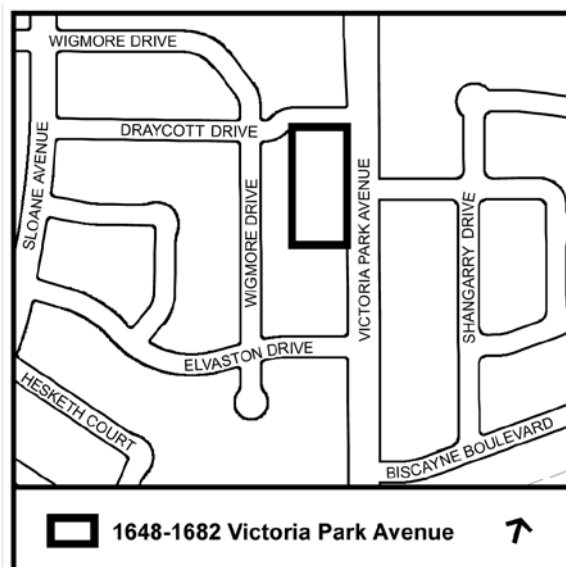 WIGMORE DRIVE
DRAYCOTT DRIVE
SLOANE AVENUE
WIGMORE DRIVE
VICTORIA PARK AVENUE
SHANGARRY DRIVE
ELVASTON DRIVE
HESKETH COURT
BISCAYNE BOULEVARD
1648-1682 Victoria Park Avenue